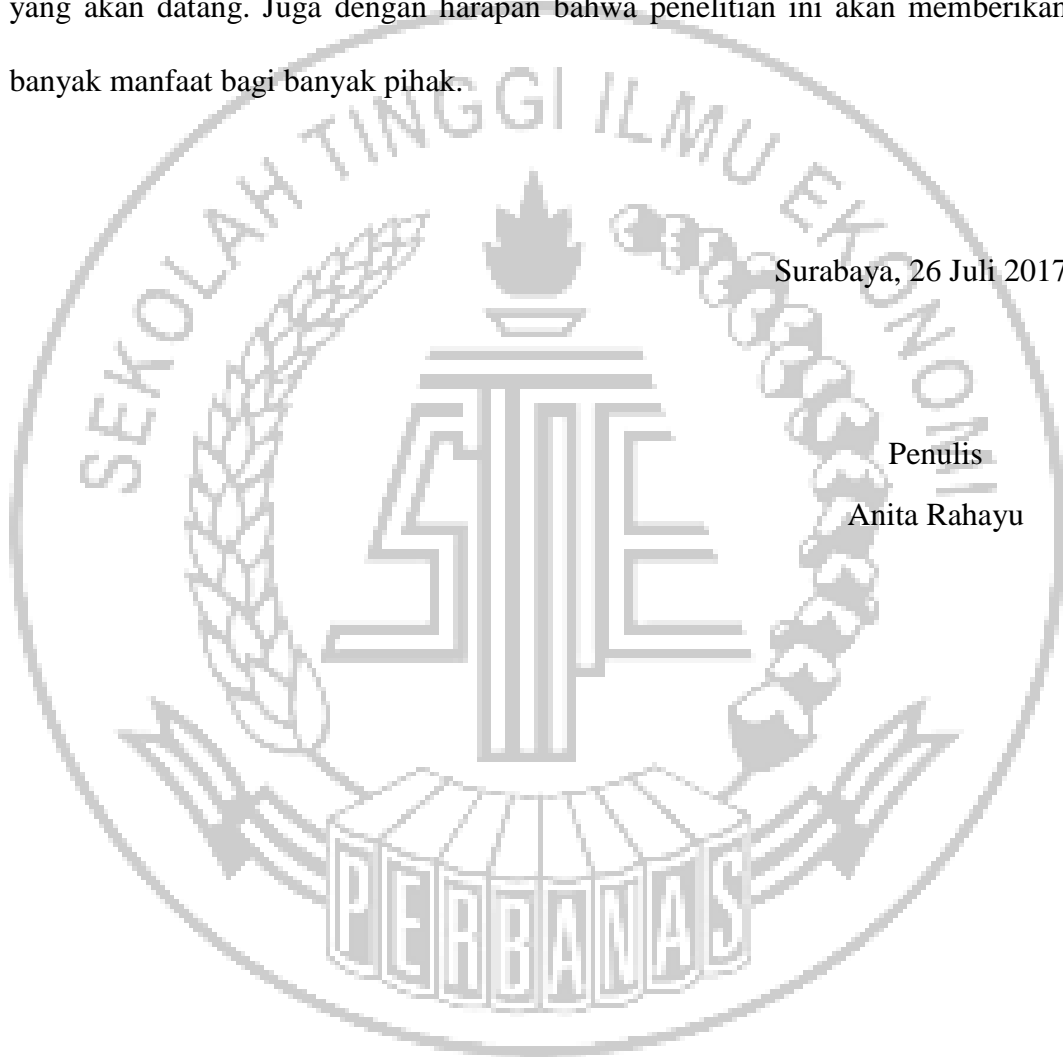 yang akan datang. Juga dengan harapan bahwa penelitian ini akan memberikan
banyak manfaat bagi banyak pihak.
SEKOLAH TINGGI ILMU EKONOMI
Surabaya, 26 Juli 2017
Penulis
Anita Rahayu
STIE
PERBANAS